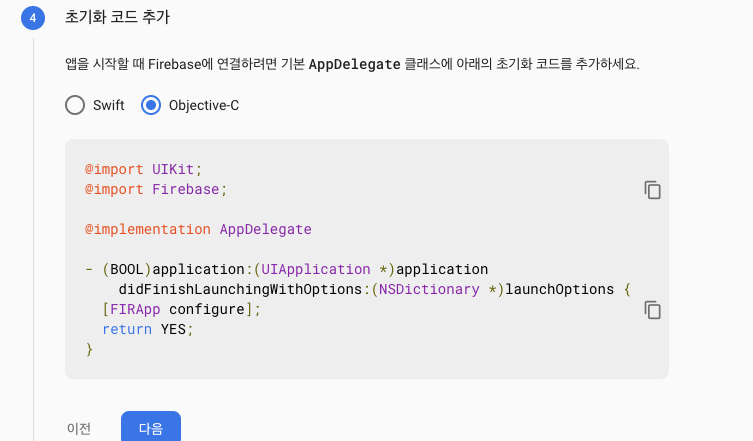 4 초기화 코드 추가
앱을 시작할 때 Firebase에 연결하려면 기본 AppDelegate 클래스에 아래의 초기화 코드를 추가하세요.
Swift Objective-C
@import UIKit;
@import Firebase;
@implementation AppDelegate
- (BOOL)application:(UIApplication *)application
    didFinishLaunchingWithOptions:(NSDictionary *)launchOptions {
  [FIRApp configure];
  return YES;
}
이전 다음